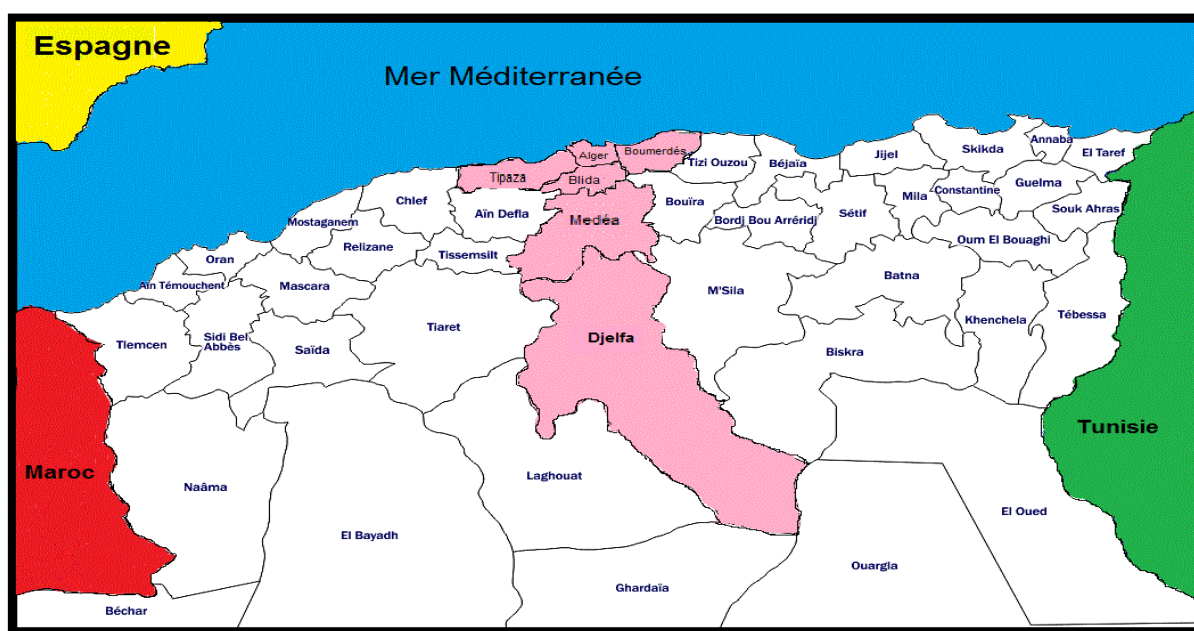 Espagne
Mer Méditerranée
Annaba
Alger
Boumerdés
Tizi Ouzou
Béjaïa
Jijel
Skikda
El Taref
Tipaza
Blida
Mila
Constantine
Guelma
Chlef
Aïn Defla
Bouïra
Sétif
Souk Ahras
Mostaganem
Medéa
Bordj Bou Arréridj
Relizane
Tissemsilt
Oum El Bouaghi
Oran
Aïn Témouchent
Mascara
M'Sila
Batna
Tlemcen
Sidi Bel
Abbès
Saïda
Tiaret
Djelfa
Biskra
Khenchela
Tébessa
Tunisie
Maroc
Naâma
Laghouat
El Oued
El Bayadh
Ouargla
Ghardaïa
Béchar